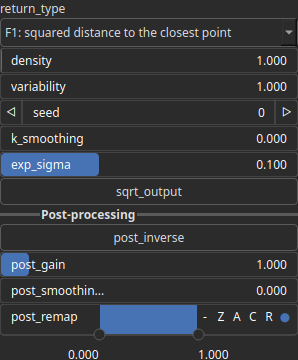 return_type
F1: squared distance to the closest point
density 1.000
variability 1.000
seed 0
k_smoothing 0.000
exp_sigma 0.100
sqrt_output
Post-processing
post_inverse
post_gain 1.000
post_smoothin... 0.000
post_remap - Z A C R
0.000 1.000